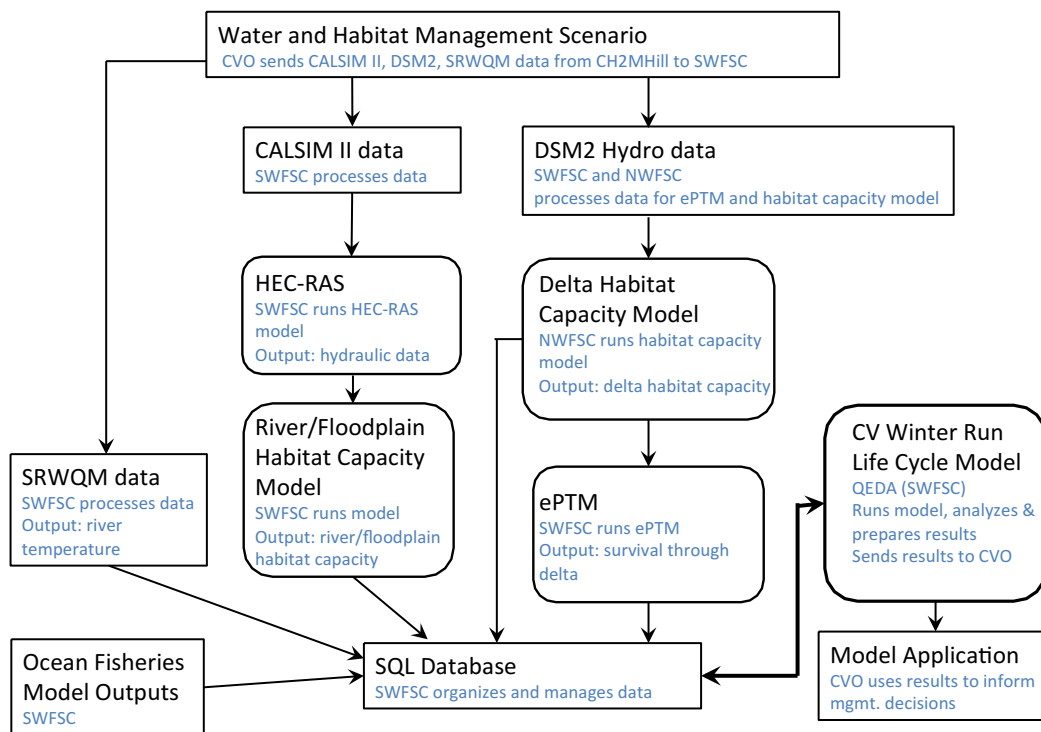 Water and Habitat Management Scenario
CVO sends CALSIM II, DSM2, SRWQM data from CH2MHill to SWFSC
CALSIM II data
SWFSC processes data
DSM2 Hydro data
SWFSC and NWFSC
processes data for ePTM and habitat capacity model
HEC-RAS
SWFSC runs HEC-RAS
model
Output: hydraulic data
Delta Habitat
Capacity Model
NWFSC runs habitat capacity
model
Output: delta habitat capacity
River/Floodplain
Habitat Capacity
Model
SWFSC runs model
Output: river/floodplain
habitat capacity
CV Winter Run
Life Cycle Model
QEDA (SWFSC)
Runs model, analyzes &
prepares results
Sends results to CVO
SRWQM data
SWFSC processes data
Output: river
temperature
ePTM
SWFSC runs ePTM
Output: survival through
delta
Ocean Fisheries
Model Outputs
SWFSC
SQL Database
SWFSC organizes and manages data
Model Application
CVO uses results to inform
mgmt. decisions